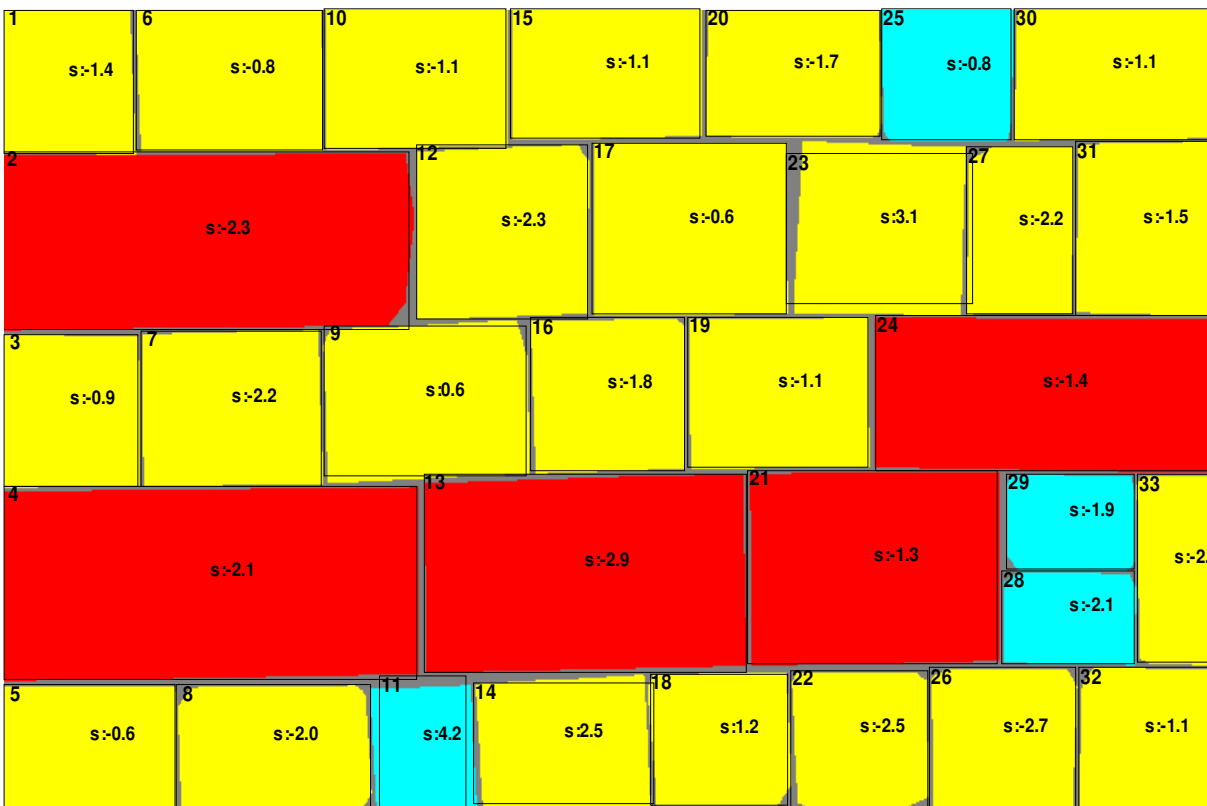 1 6 10 15 20 25 30
s:-1.4 s:-0.8 s:-1.1 s:-1.1 s:-1.7 s:-0.8 s:-1.1
2 12 17 23 27 31
s:-2.3 s:-2.3 s:-0.6 s:3.1 s:-2.2 s:-1.5
3 7 9 16 19 24
s:-0.9 s:-2.2 s:0.6 s:-1.8 s:-1.1 s:-1.4
4 13 21 29 33
s:-1.9
s:-2.1 s:-2.9 s:-1.3 s:-2.
28
s:-2.1
5 8 11 14 18 22 26 32
s:-0.6 s:-2.0 s:4.2 s:2.5 s:1.2 s:-2.5 s:-2.7 s:-1.1